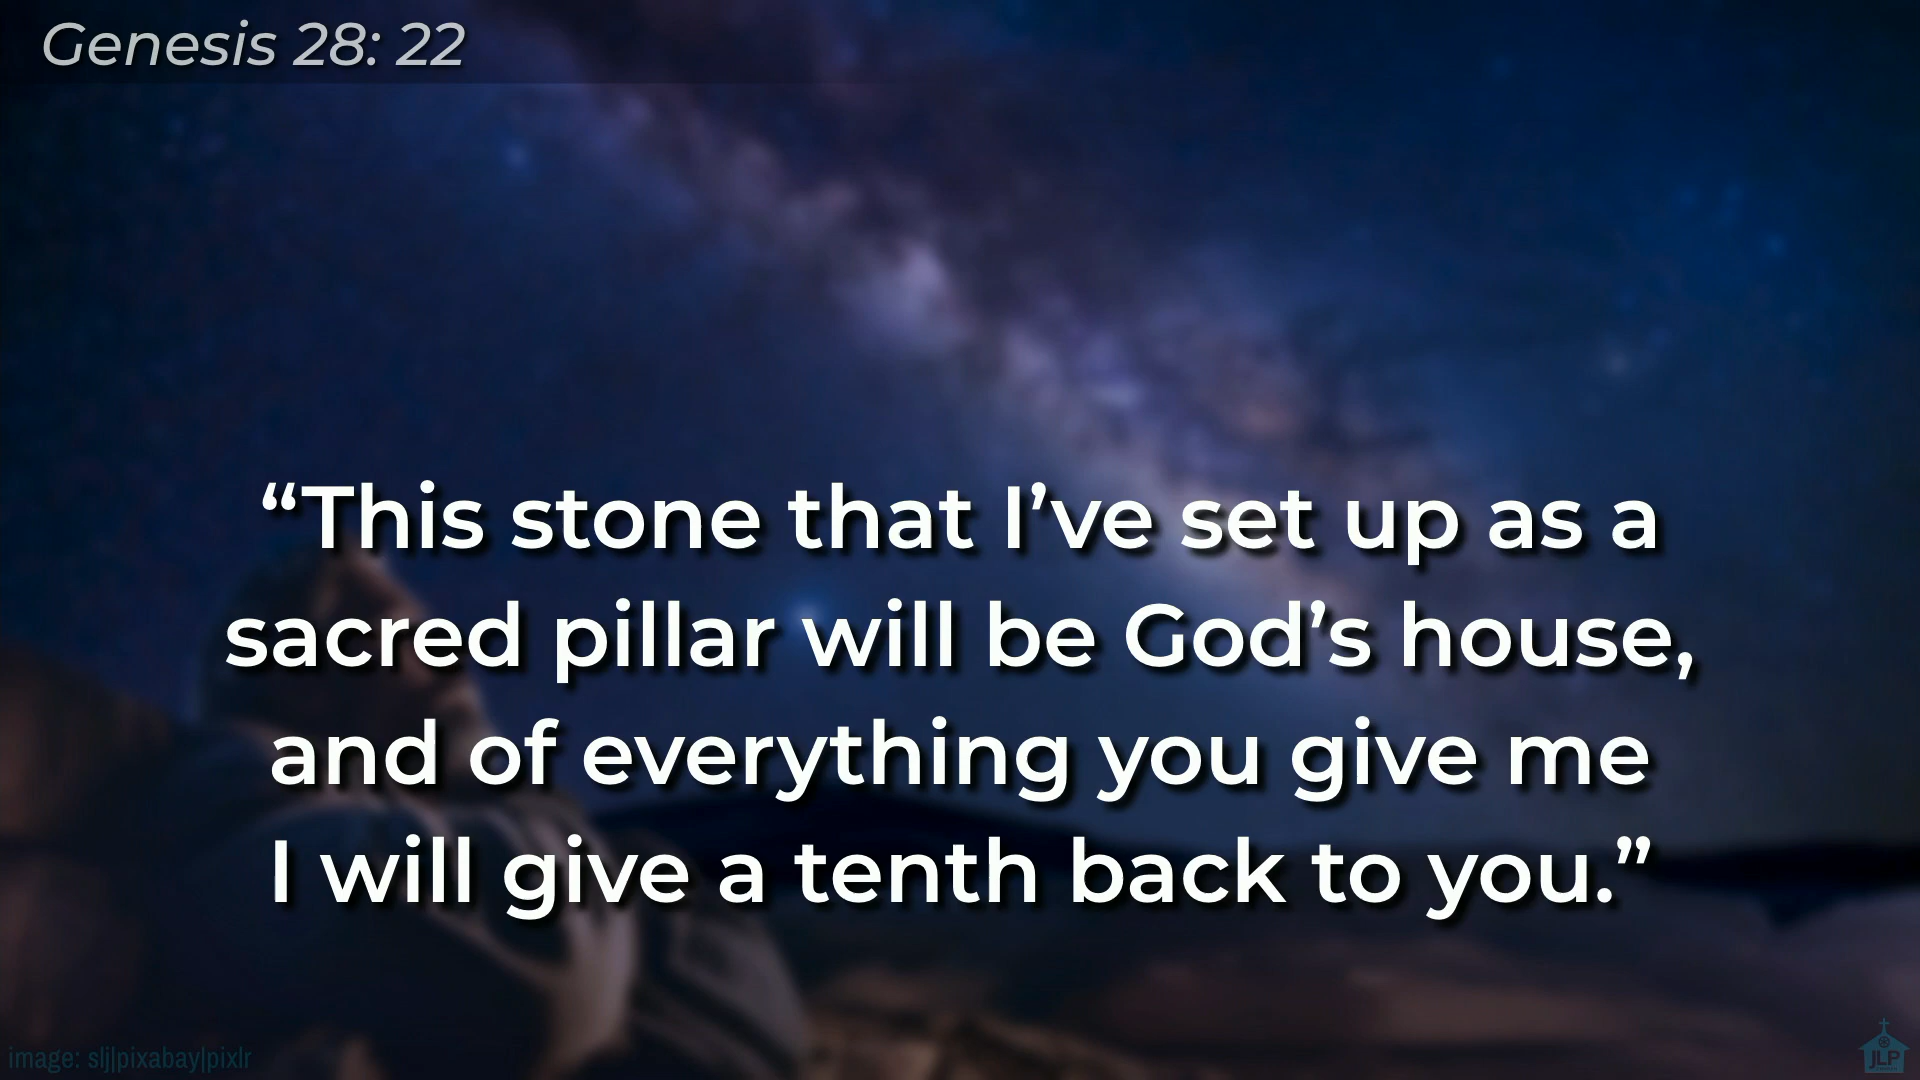 Genesis 28: 22
“This stone that I’ve set up as a
sacred pillar will be God’s house,
and of everything you give me
I will give a tenth back to you.”
image: slj|pixabay|pixlr
JLP